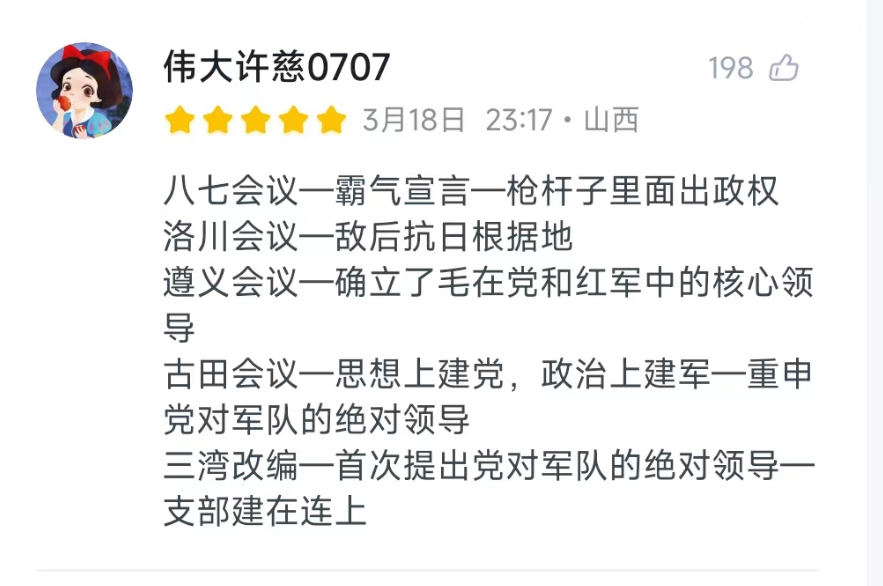 伟大许慈0707
198
3月18日 23:17・山西
八七会议—霸气宣言—枪杆子里面出政权
洛川会议—敌后抗日根据地
遵义会议—确立了毛在党和红军中的核心领
导
古田会议—思想上建党，政治上建军—重申
党对军队的绝对领导
三湾改编—首次提出党对军队的绝对领导—
支部建在连上